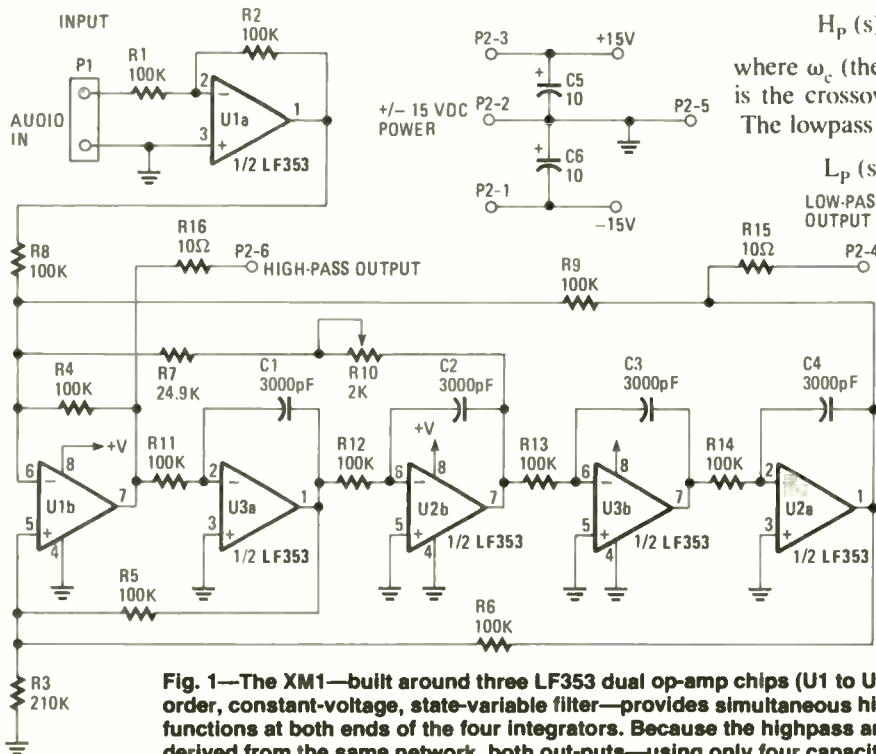 INPUT
P1
R1
100K
R2
100K
AUDIO
IN
2
3
1
U1a
1/2 LF353
P2-3
+15V
C5
10
+/- 15 VDC
POWER
P2-2
P2-5
C6
10
P2-1
-15V
H_P (s
where ω_c (the
is the crossov
The lowpass
L_P (s
LOW-PAS
OUTPUT
R8
100K
R16
10Ω
P2-6
HIGH-PASS OUTPUT
R9
100K
R15
10Ω
P2-4
R4
100K
R7
24.9K
C1
3000pF
R10
2K
C2
3000pF
C3
3000pF
C4
3000pF
+V
6
8
5
4
7
U1b
R11
100K
2
3
1
U3a
1/2 LF353
R12
100K
+V
6
8
5
4
7
U2b
1/2 LF353
R13
100K
6
8
5
4
7
U3b
1/2 LF353
R14
100K
2
3
1
U2a
1/2 LF353
R5
100K
R6
100K
R3
210K
Fig. 1—The XM1—built around three LF353 dual op-amp chips (U1 to U
order, constant-voltage, state-variable filter—provides simultaneous hi
functions at both ends of the four integrators. Because the highpass an
derived from the same network, both out-puts—using only four capacit